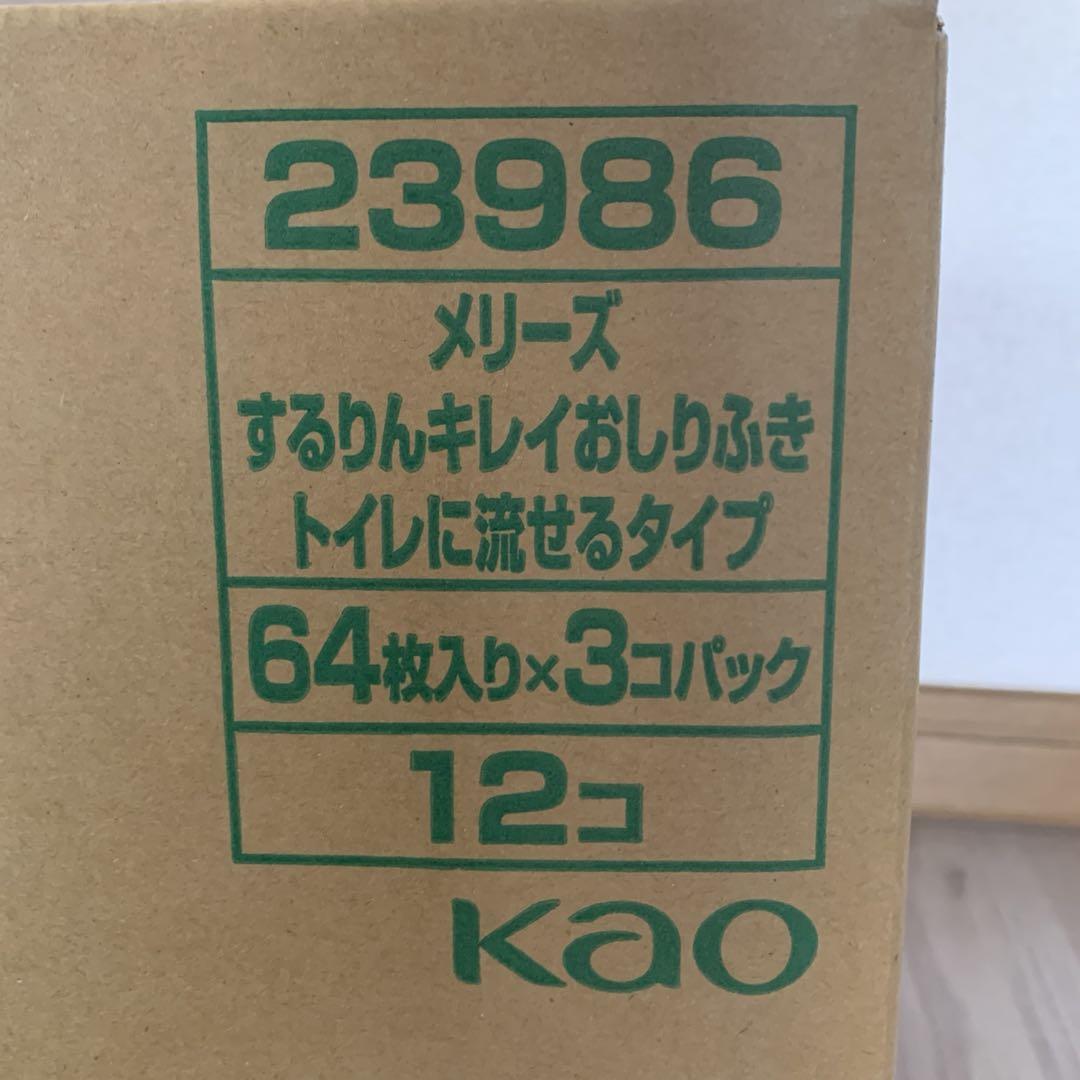 23986
メリーズ
するりんキレイおしりふき
トイレに流せるタイプ
64枚入り×3コパック
12コ
Kao